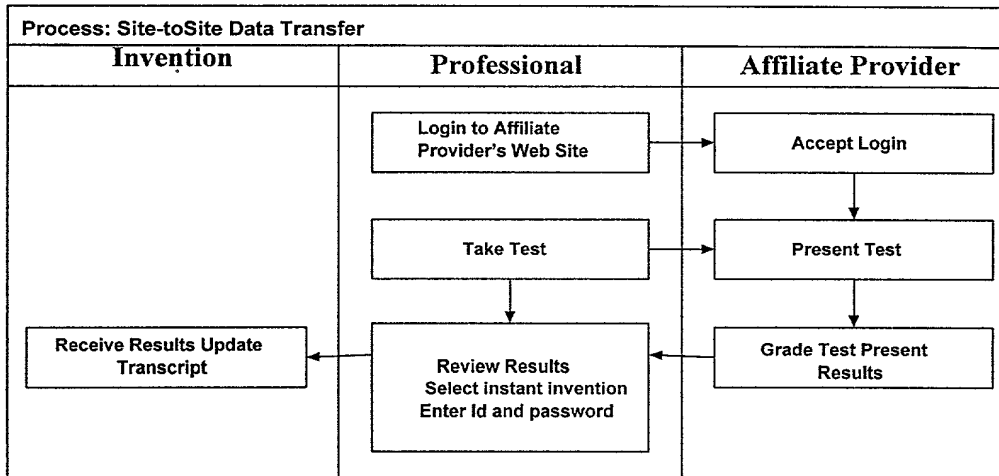 Process: Site-toSite Data Transfer
Invention
Professional
Affiliate Provider
Login to Affiliate
Provider's Web Site
Accept Login
Take Test
Present Test
Receive Results Update
Transcript
Review Results
Select instant invention
Enter Id and password
Grade Test Present
Results